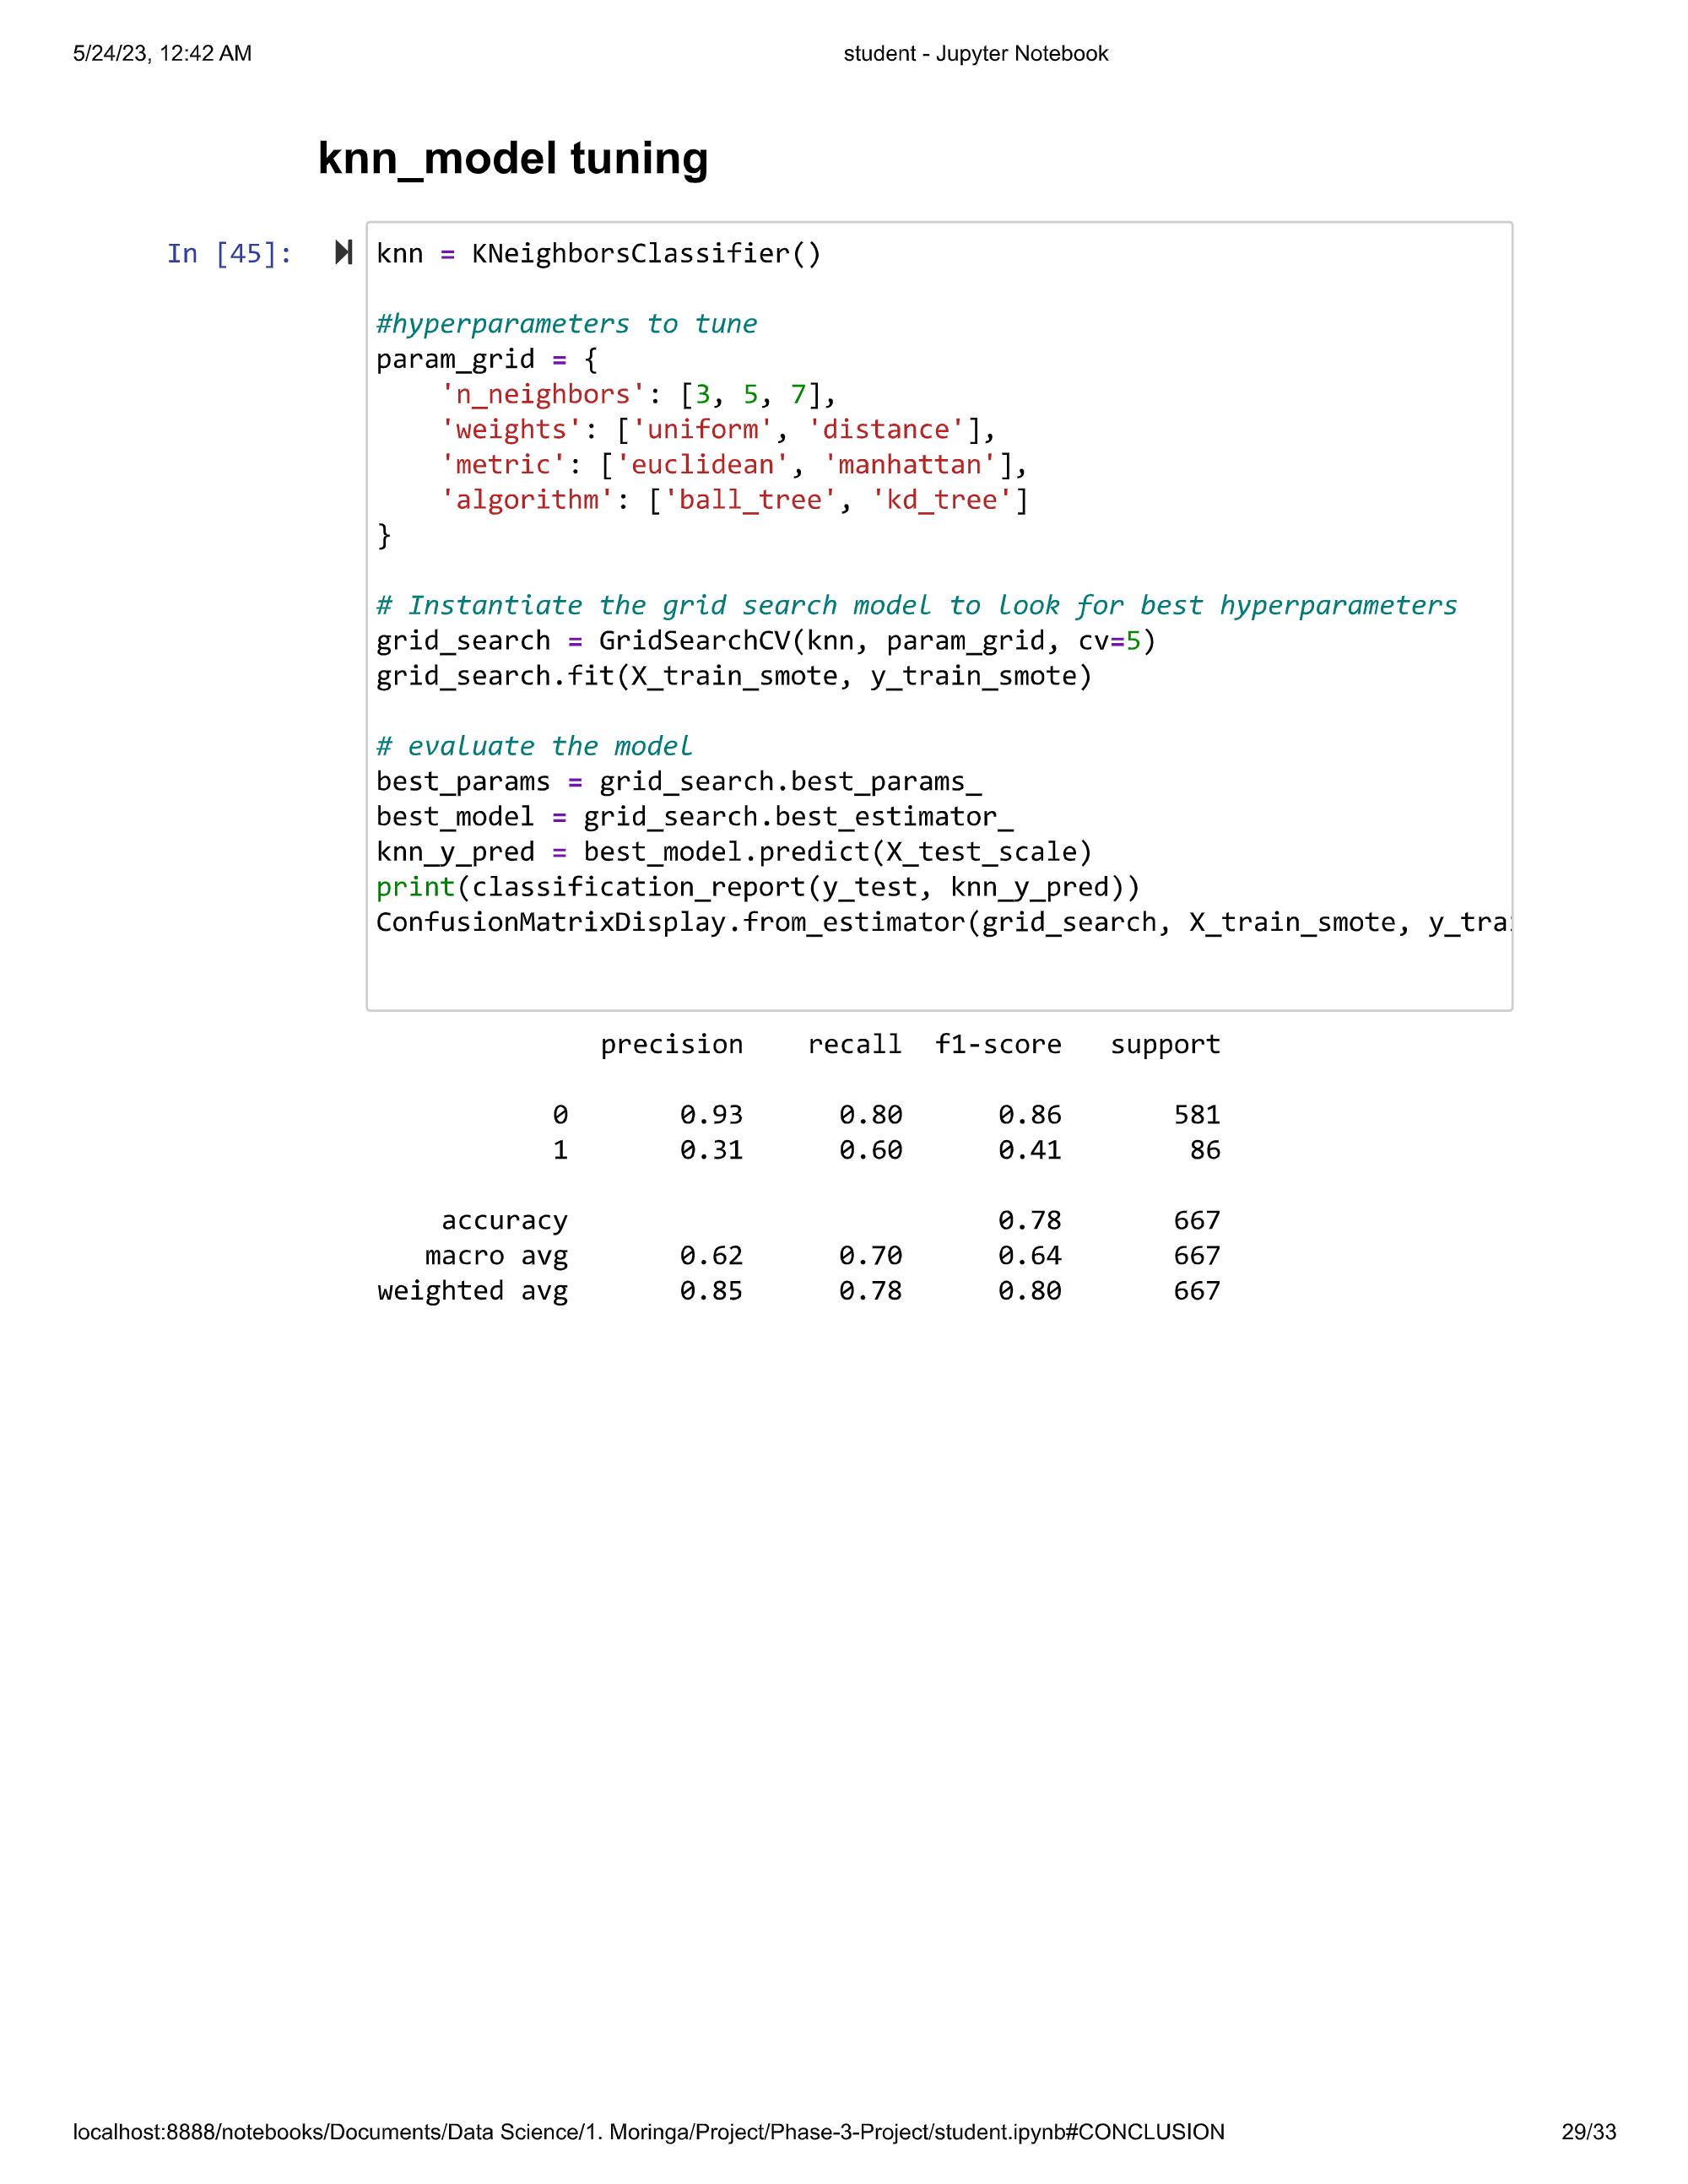 5/24/23, 12:42 AM student - Jupyter Notebook
knn_model tuning
In [45]: knn = KNeighborsClassifier()
#hyperparameters to tune
param_grid = {
    'n_neighbors': [3, 5, 7],
    'weights': ['uniform', 'distance'],
    'metric': ['euclidean', 'manhattan'],
    'algorithm': ['ball_tree', 'kd_tree']
}
# Instantiate the grid search model to look for best hyperparameters
grid_search = GridSearchCV(knn, param_grid, cv=5)
grid_search.fit(X_train_smote, y_train_smote)
# evaluate the model
best_params = grid_search.best_params_
best_model = grid_search.best_estimator_
knn_y_pred = best_model.predict(X_test_scale)
print(classification_report(y_test, knn_y_pred))
ConfusionMatrixDisplay.from_estimator(grid_search, X_train_smote, y_trai
precision recall f1-score support
0 0.93 0.80 0.86 581
1 0.31 0.60 0.41 86
accuracy 0.78 667
macro avg 0.62 0.70 0.64 667
weighted avg 0.85 0.78 0.80 667
localhost:8888/notebooks/Documents/Data Science/1. Moringa/Project/Phase-3-Project/student.ipynb#CONCLUSION 29/33